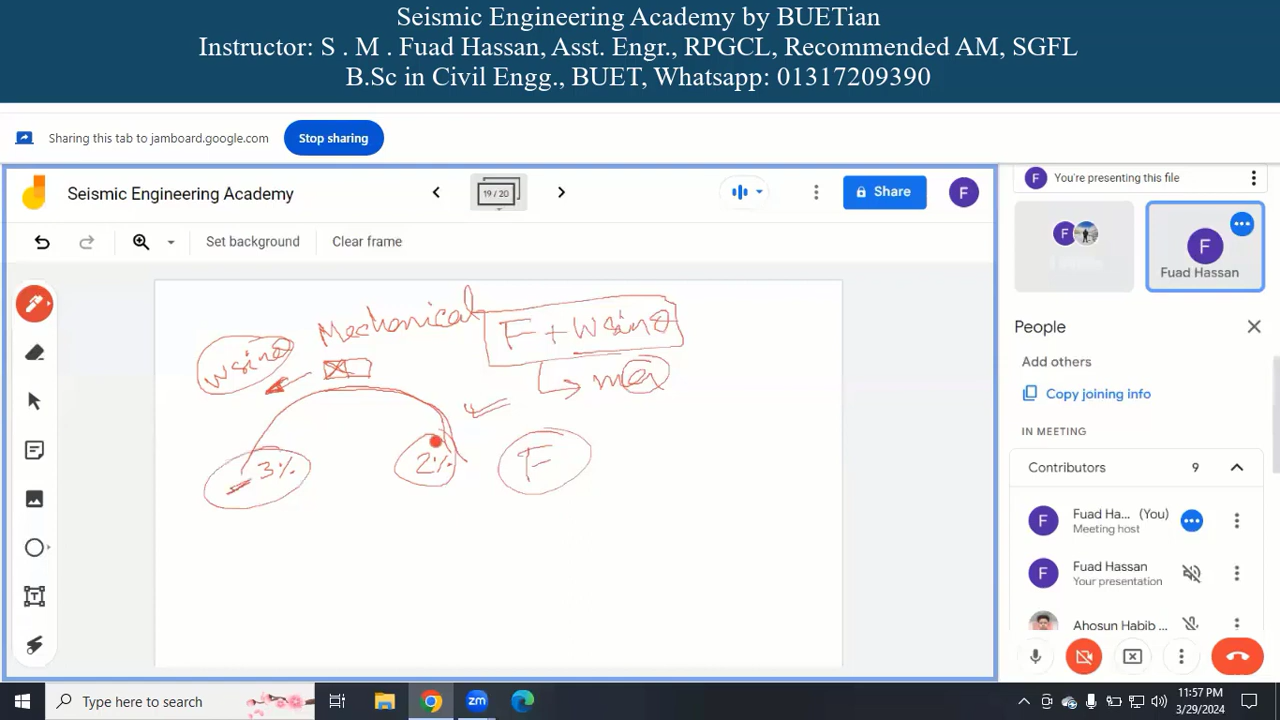 Seismic Engineering Academy by BUETian
Instructor: S . M . Fuad Hassan, Asst. Engr., RPGCL, Recommended AM, SGFL
B.Sc in Civil Engg., BUET, Whatsapp: 01317209390
Sharing this tab to jamboard.google.com
Stop sharing
You're presenting this file
Seismic Engineering Academy
19 / 20
Share
F
F
F
Fuad Hassan
Set background
Clear frame
People
Add others
Copy joining info
IN MEETING
Contributors 9
F Fuad Ha... (You)
Meeting host
F Fuad Hassan
Your presentation
Ahosun Habib ...
Mechanical
F + W sin θ
W sin θ
ma
-3%
2%
F
Type here to search
zm
11:57 PM
3/29/2024